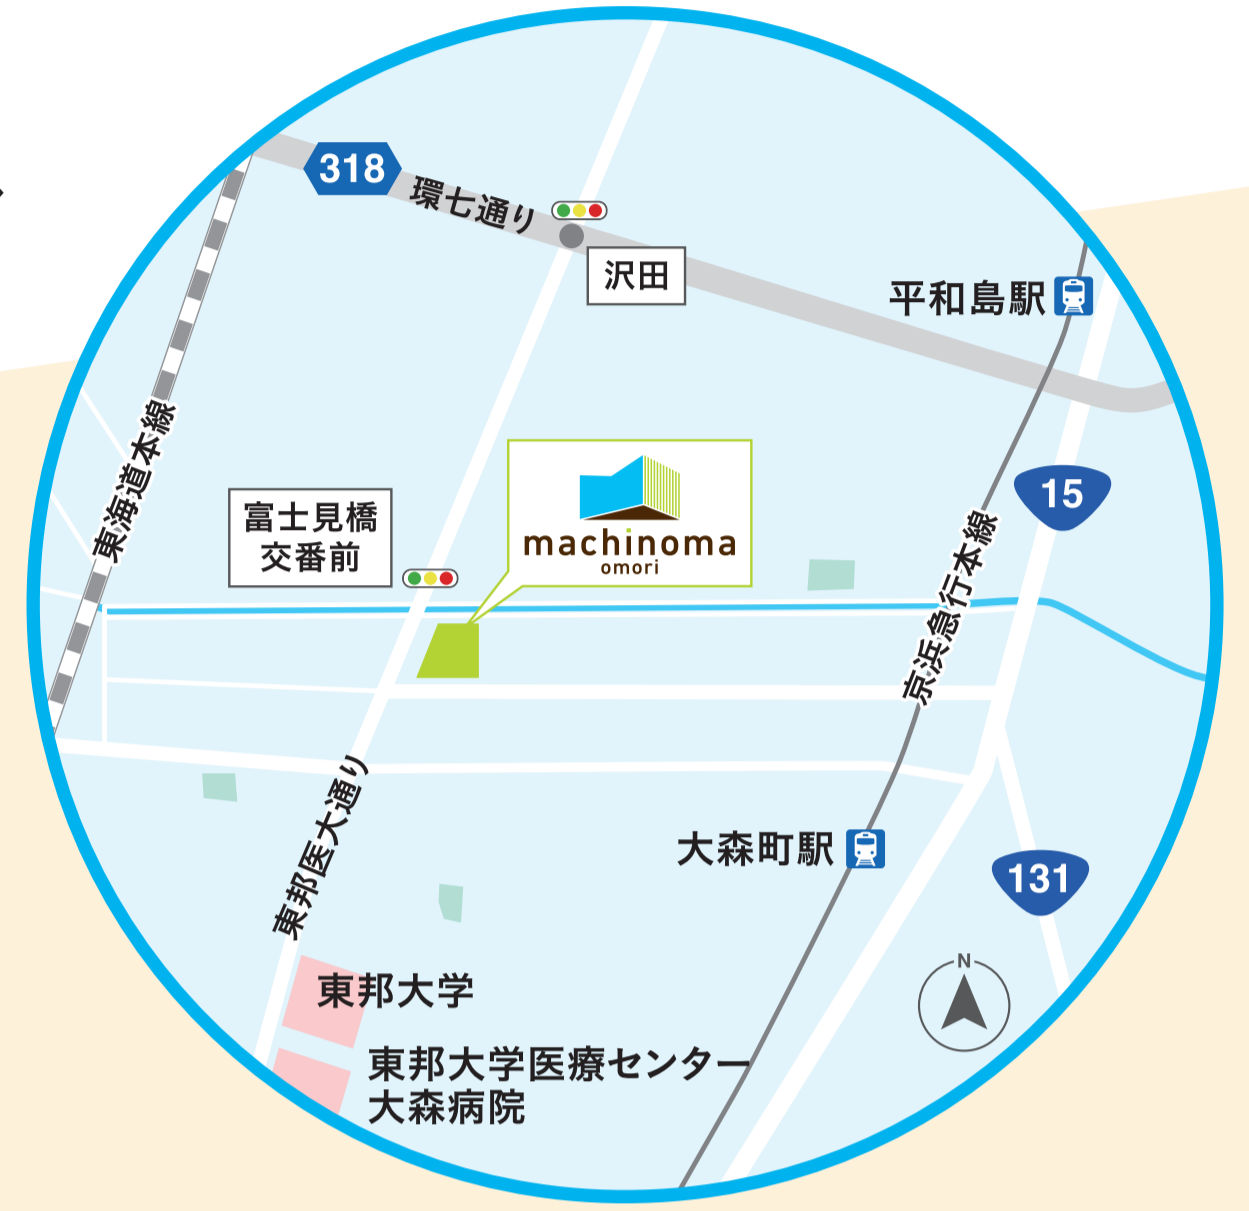 318
環七通り
沢田
平和島駅
東海道本線
15
machinoma
omori
富士見橋
交番前
京浜急行本線
東邦医大通り
大森町駅
131
N
東邦大学
東邦大学医療センター
大森病院